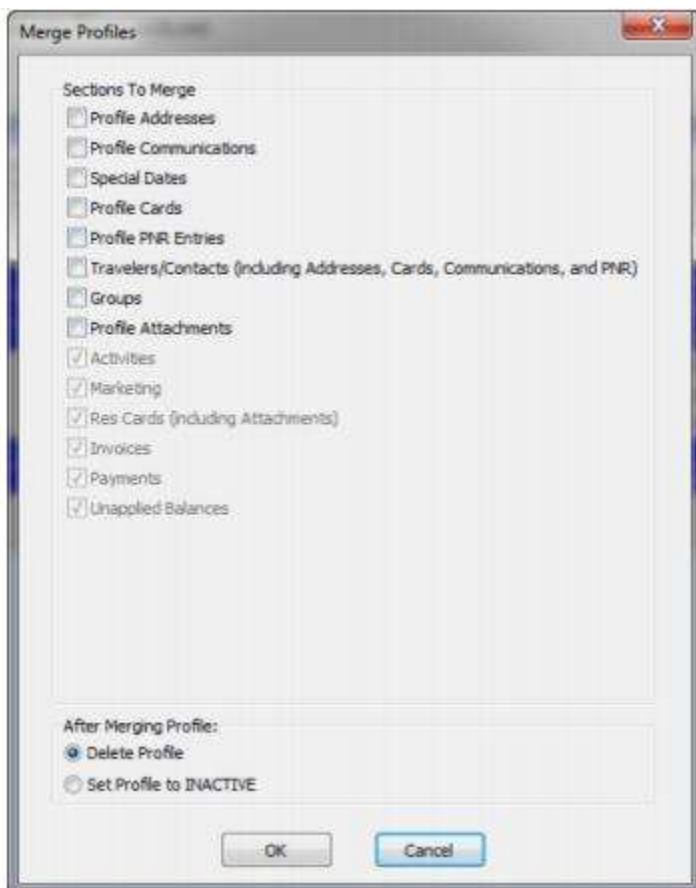 Merge Profiles
Sections To Merge
Profile Addresses
Profile Communications
Special Dates
Profile Cards
Profile PNR Entries
Travelers/Contacts (including Addresses, Cards, Communications, and PNR)
Groups
Profile Attachments
Activities
Marketing
Res Cards (including Attachments)
Invoices
Payments
Unapplied Balances
After Merging Profile:
Delete Profile
Set Profile to INACTIVE
OK
Cancel